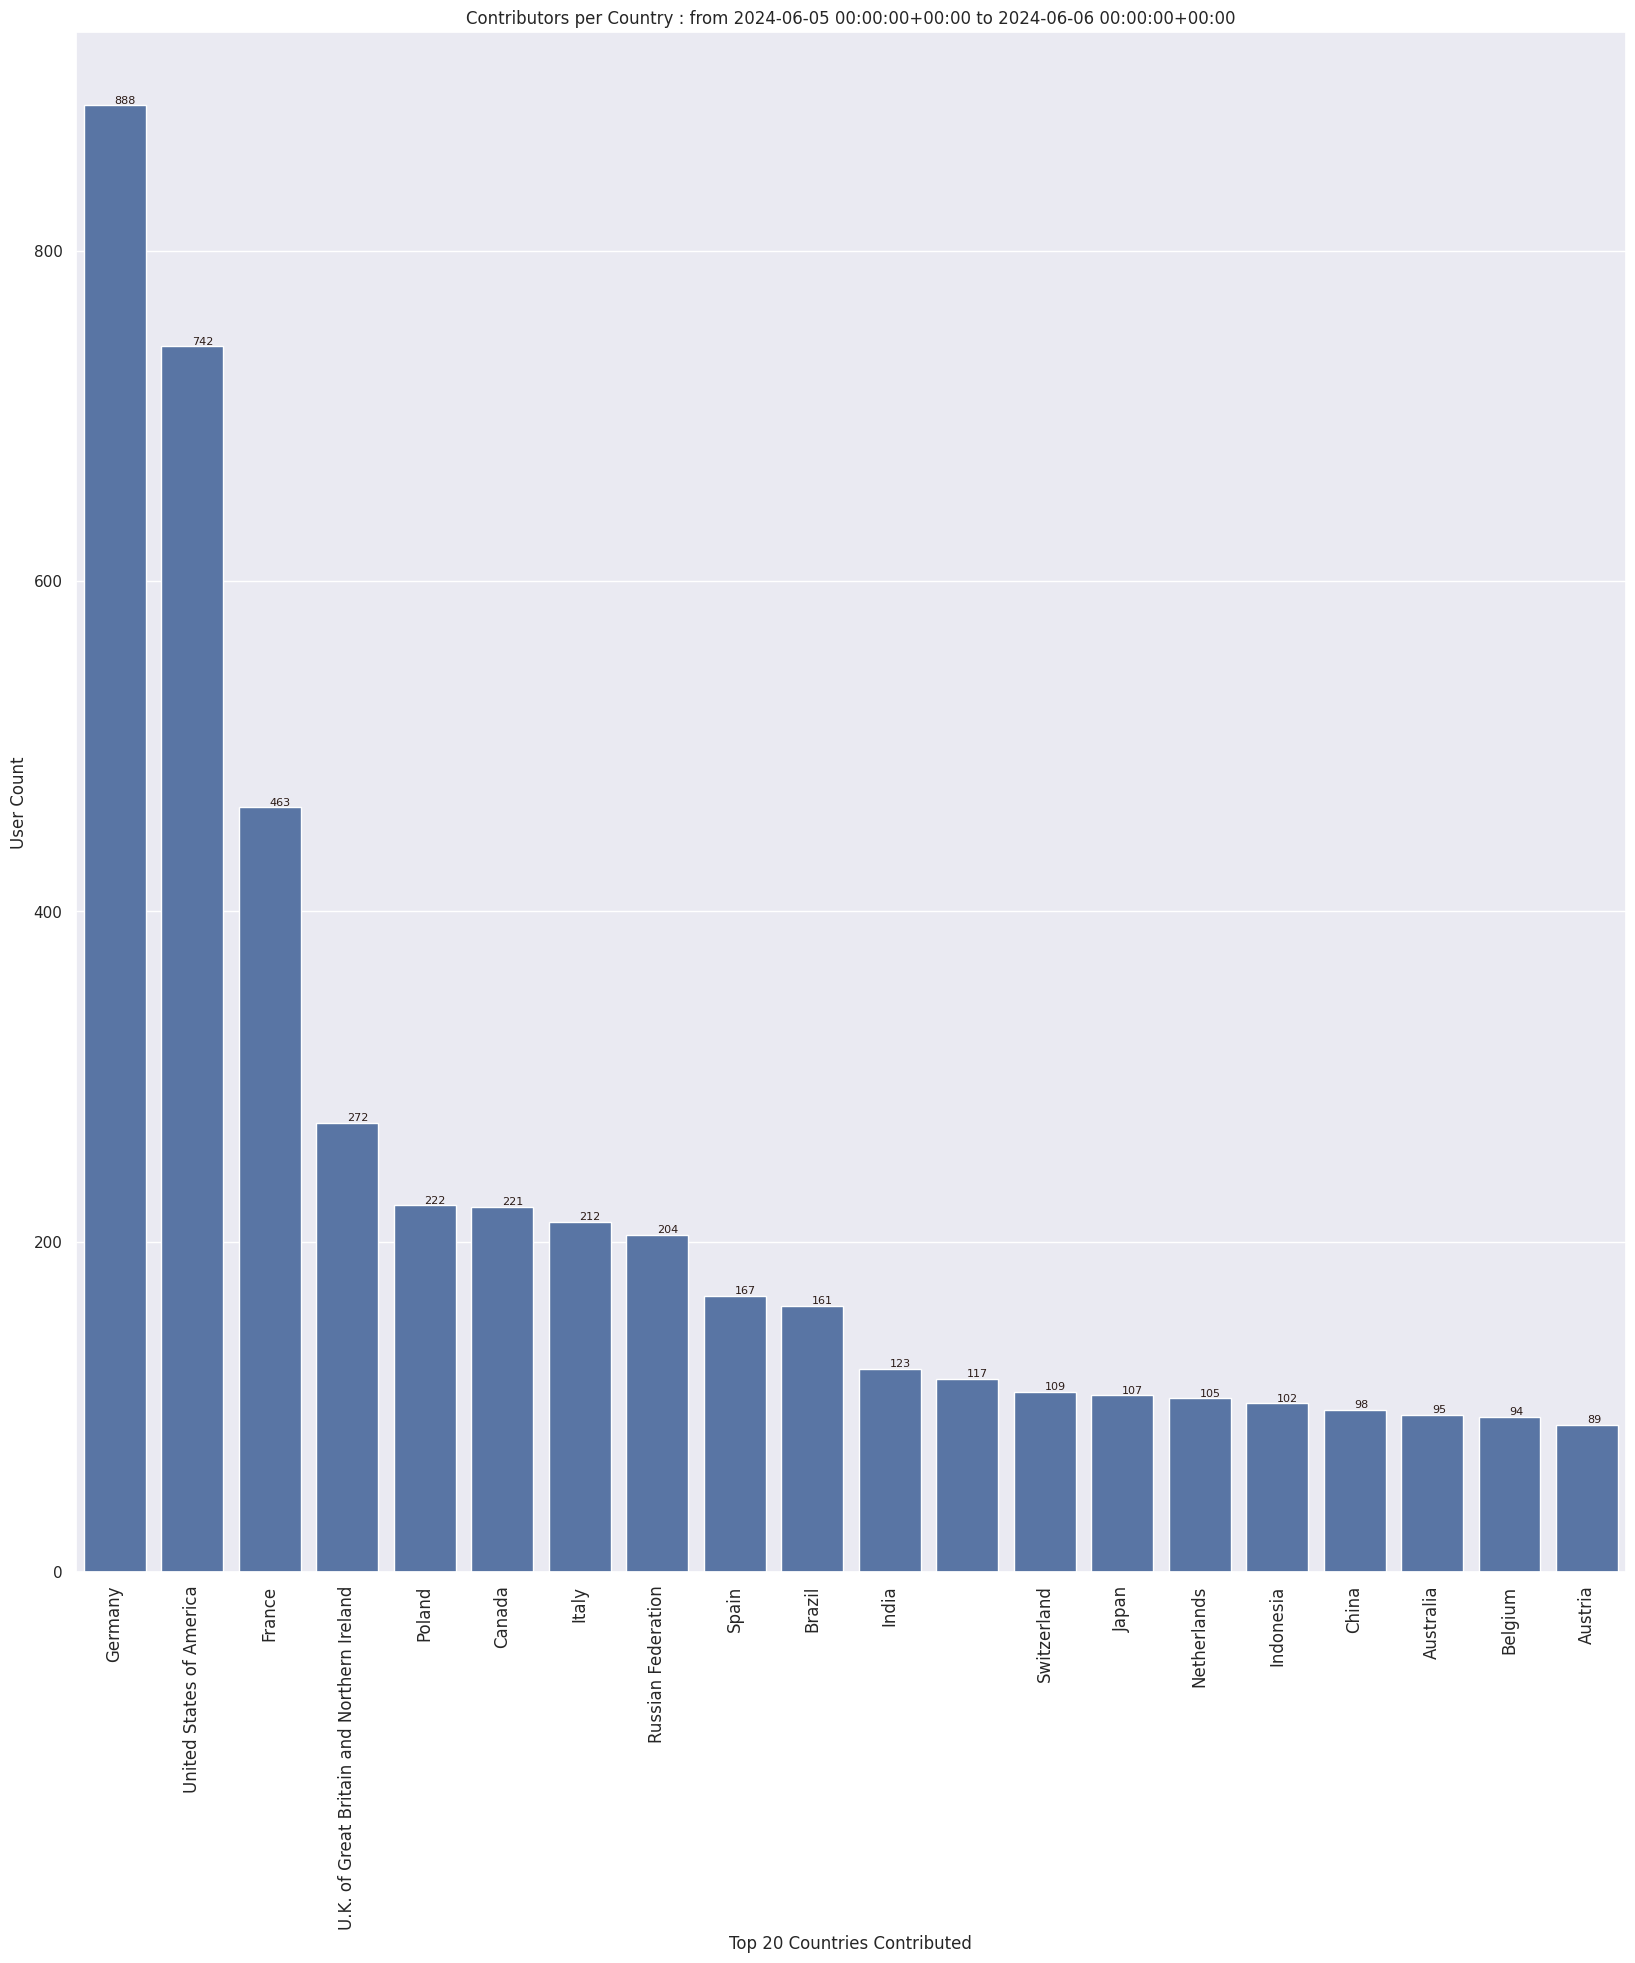 Contributors per Country : from 2024-06-05 00:00:00+00:00 to 2024-06-06 00:00:00+00:00
User Count
800
600
400
200
0
888
742
463
272
222
221
212
204
167
161
123
117
109
107
105
102
98
95
94
89
Germany
United States of America
France
U.K. of Great Britain and Northern Ireland
Poland
Canada
Italy
Russian Federation
Spain
Brazil
India
Switzerland
Japan
Netherlands
Indonesia
China
Australia
Belgium
Austria
Top 20 Countries Contributed